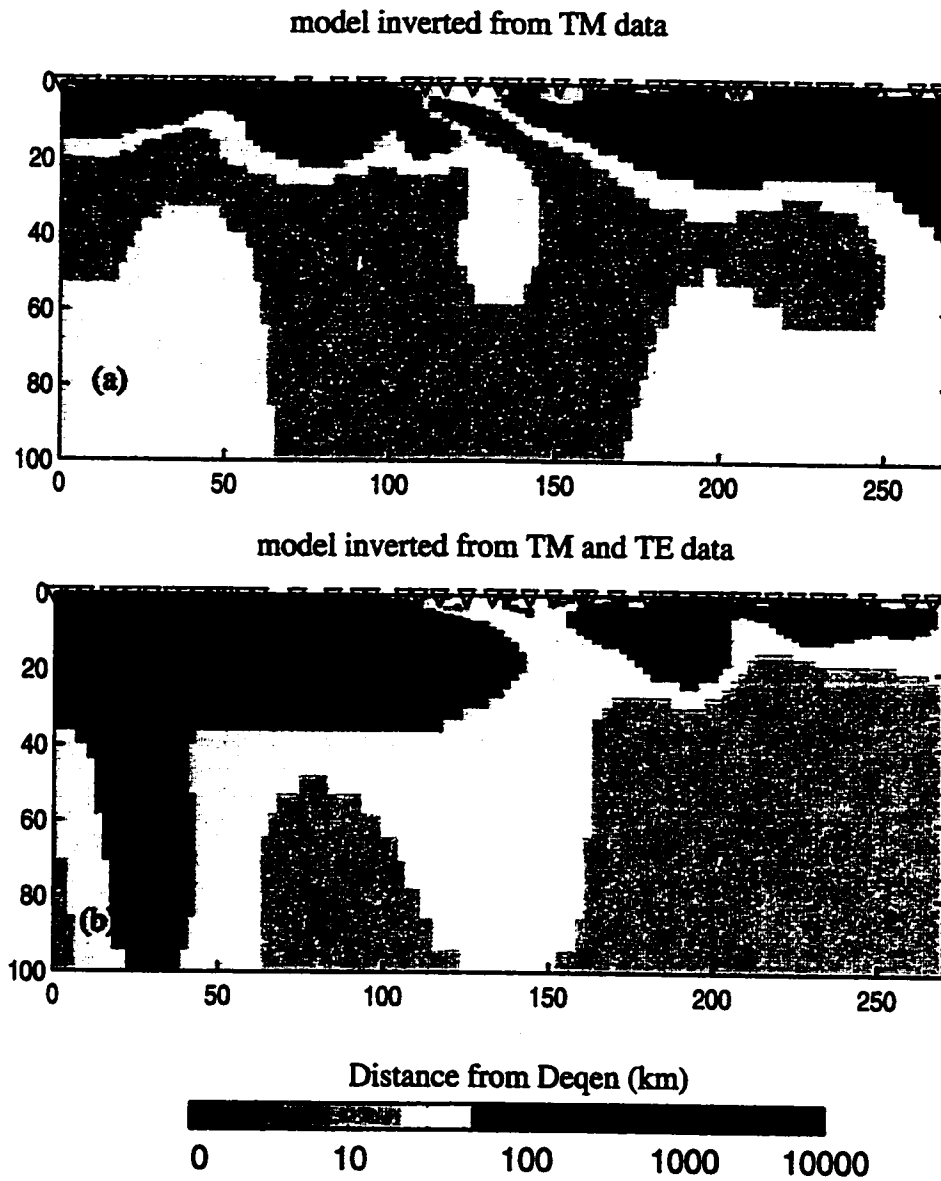 model inverted from TM data
0
20
40
60
80
100
(a)
0 50 100 150 200 250
model inverted from TM and TE data
0
20
40
60
80
100
(b)
0 50 100 150 200 250
Distance from Deqen (km)
0 10 100 1000 10000